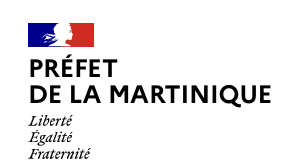 PRÉFET
DE LA MARTINIQUE
Liberté
Égalité
Fraternité